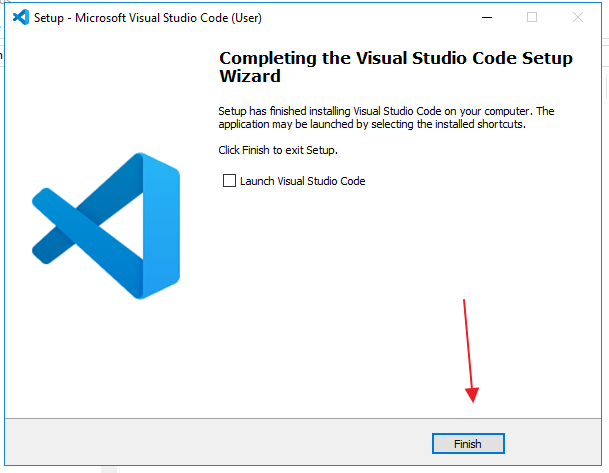 Setup - Microsoft Visual Studio Code (User)
Completing the Visual Studio Code Setup
Wizard
Setup has finished installing Visual Studio Code on your computer. The
application may be launched by selecting the installed shortcuts.
Click Finish to exit Setup.
Launch Visual Studio Code
Finish